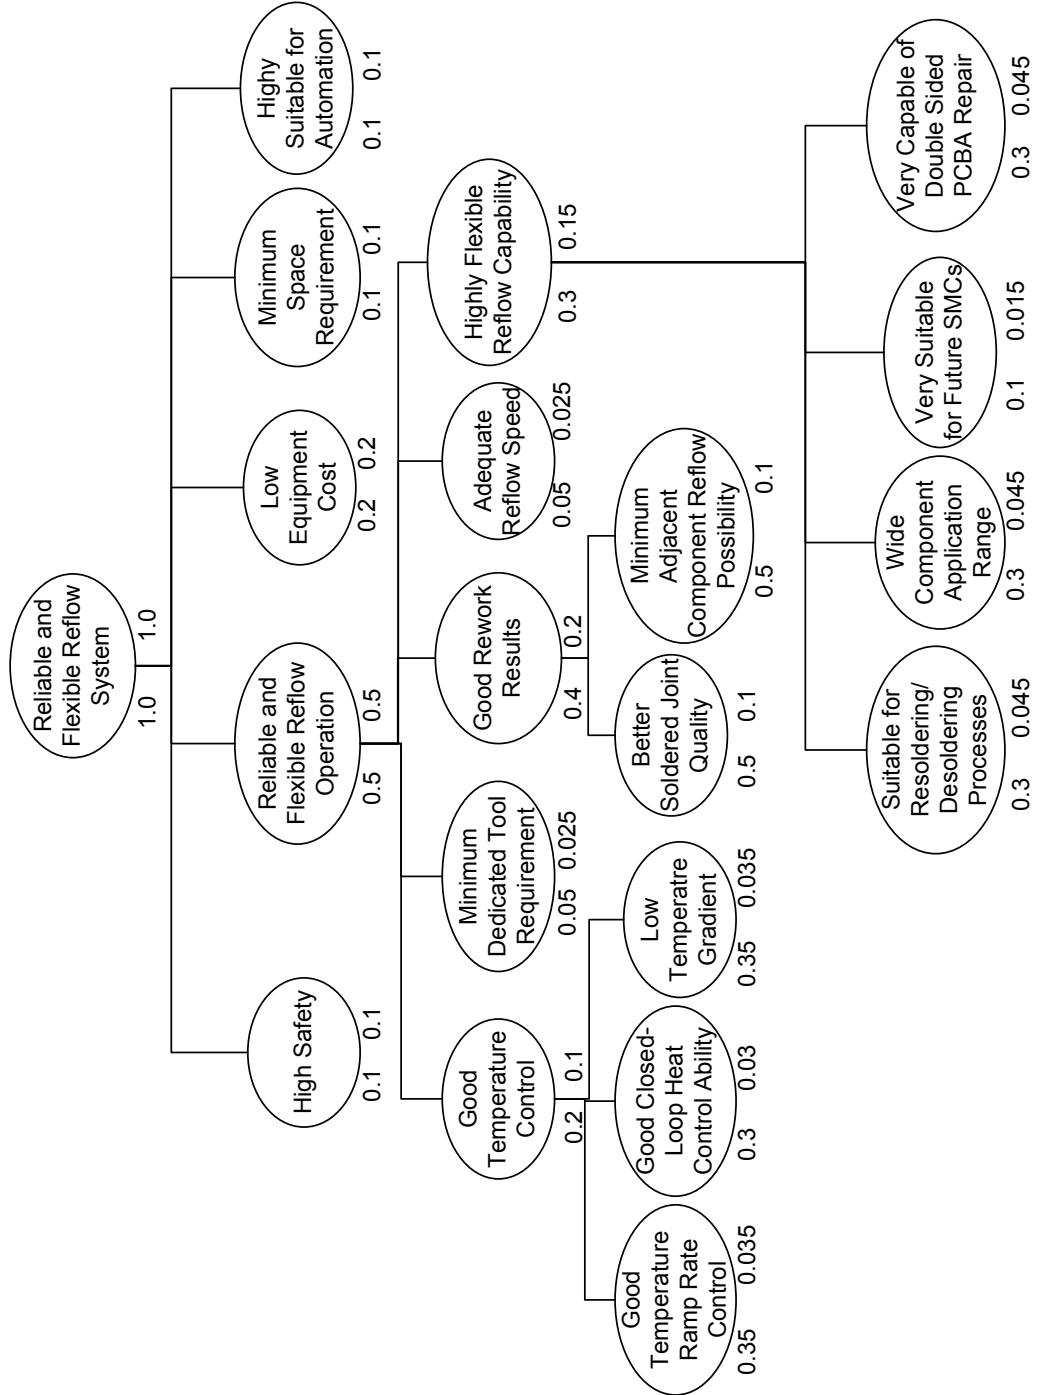 Reliable and
Flexible Reflow
System
1.0 1.0
High Safety
0.1 0.1
Reliable and
Flexible Reflow
Operation
0.5 0.5
Low
Equipment
Cost
0.2 0.2
Minimum
Space
Requirement
0.1 0.1
Highy
Suitable for
Automation
0.1 0.1
Good
Temperature
Control
0.2 0.1
Minimum
Dedicated Tool
Requirement
0.05 0.025
Good Rework
Results
0.4 0.2
Adequate
Reflow Speed
0.05 0.025
Highly Flexible
Reflow Capability
0.3 0.15
Good
Temperature
Ramp Rate
Control
0.35 0.035
Good Closed-
Loop Heat
Control Ability
0.3 0.03
Low
Temperatre
Gradient
0.35 0.035
Better
Soldered Joint
Quality
0.5 0.1
Minimum
Adjacent
Component Reflow
Possibility
0.5 0.1
Suitable for
Resoldering/
Desoldering
Processes
0.3 0.045
Wide
Component
Application
Range
0.3 0.045
Very Suitable
for Future SMCs
0.1 0.015
Very Capable of
Double Sided
PCBA Repair
0.3 0.045